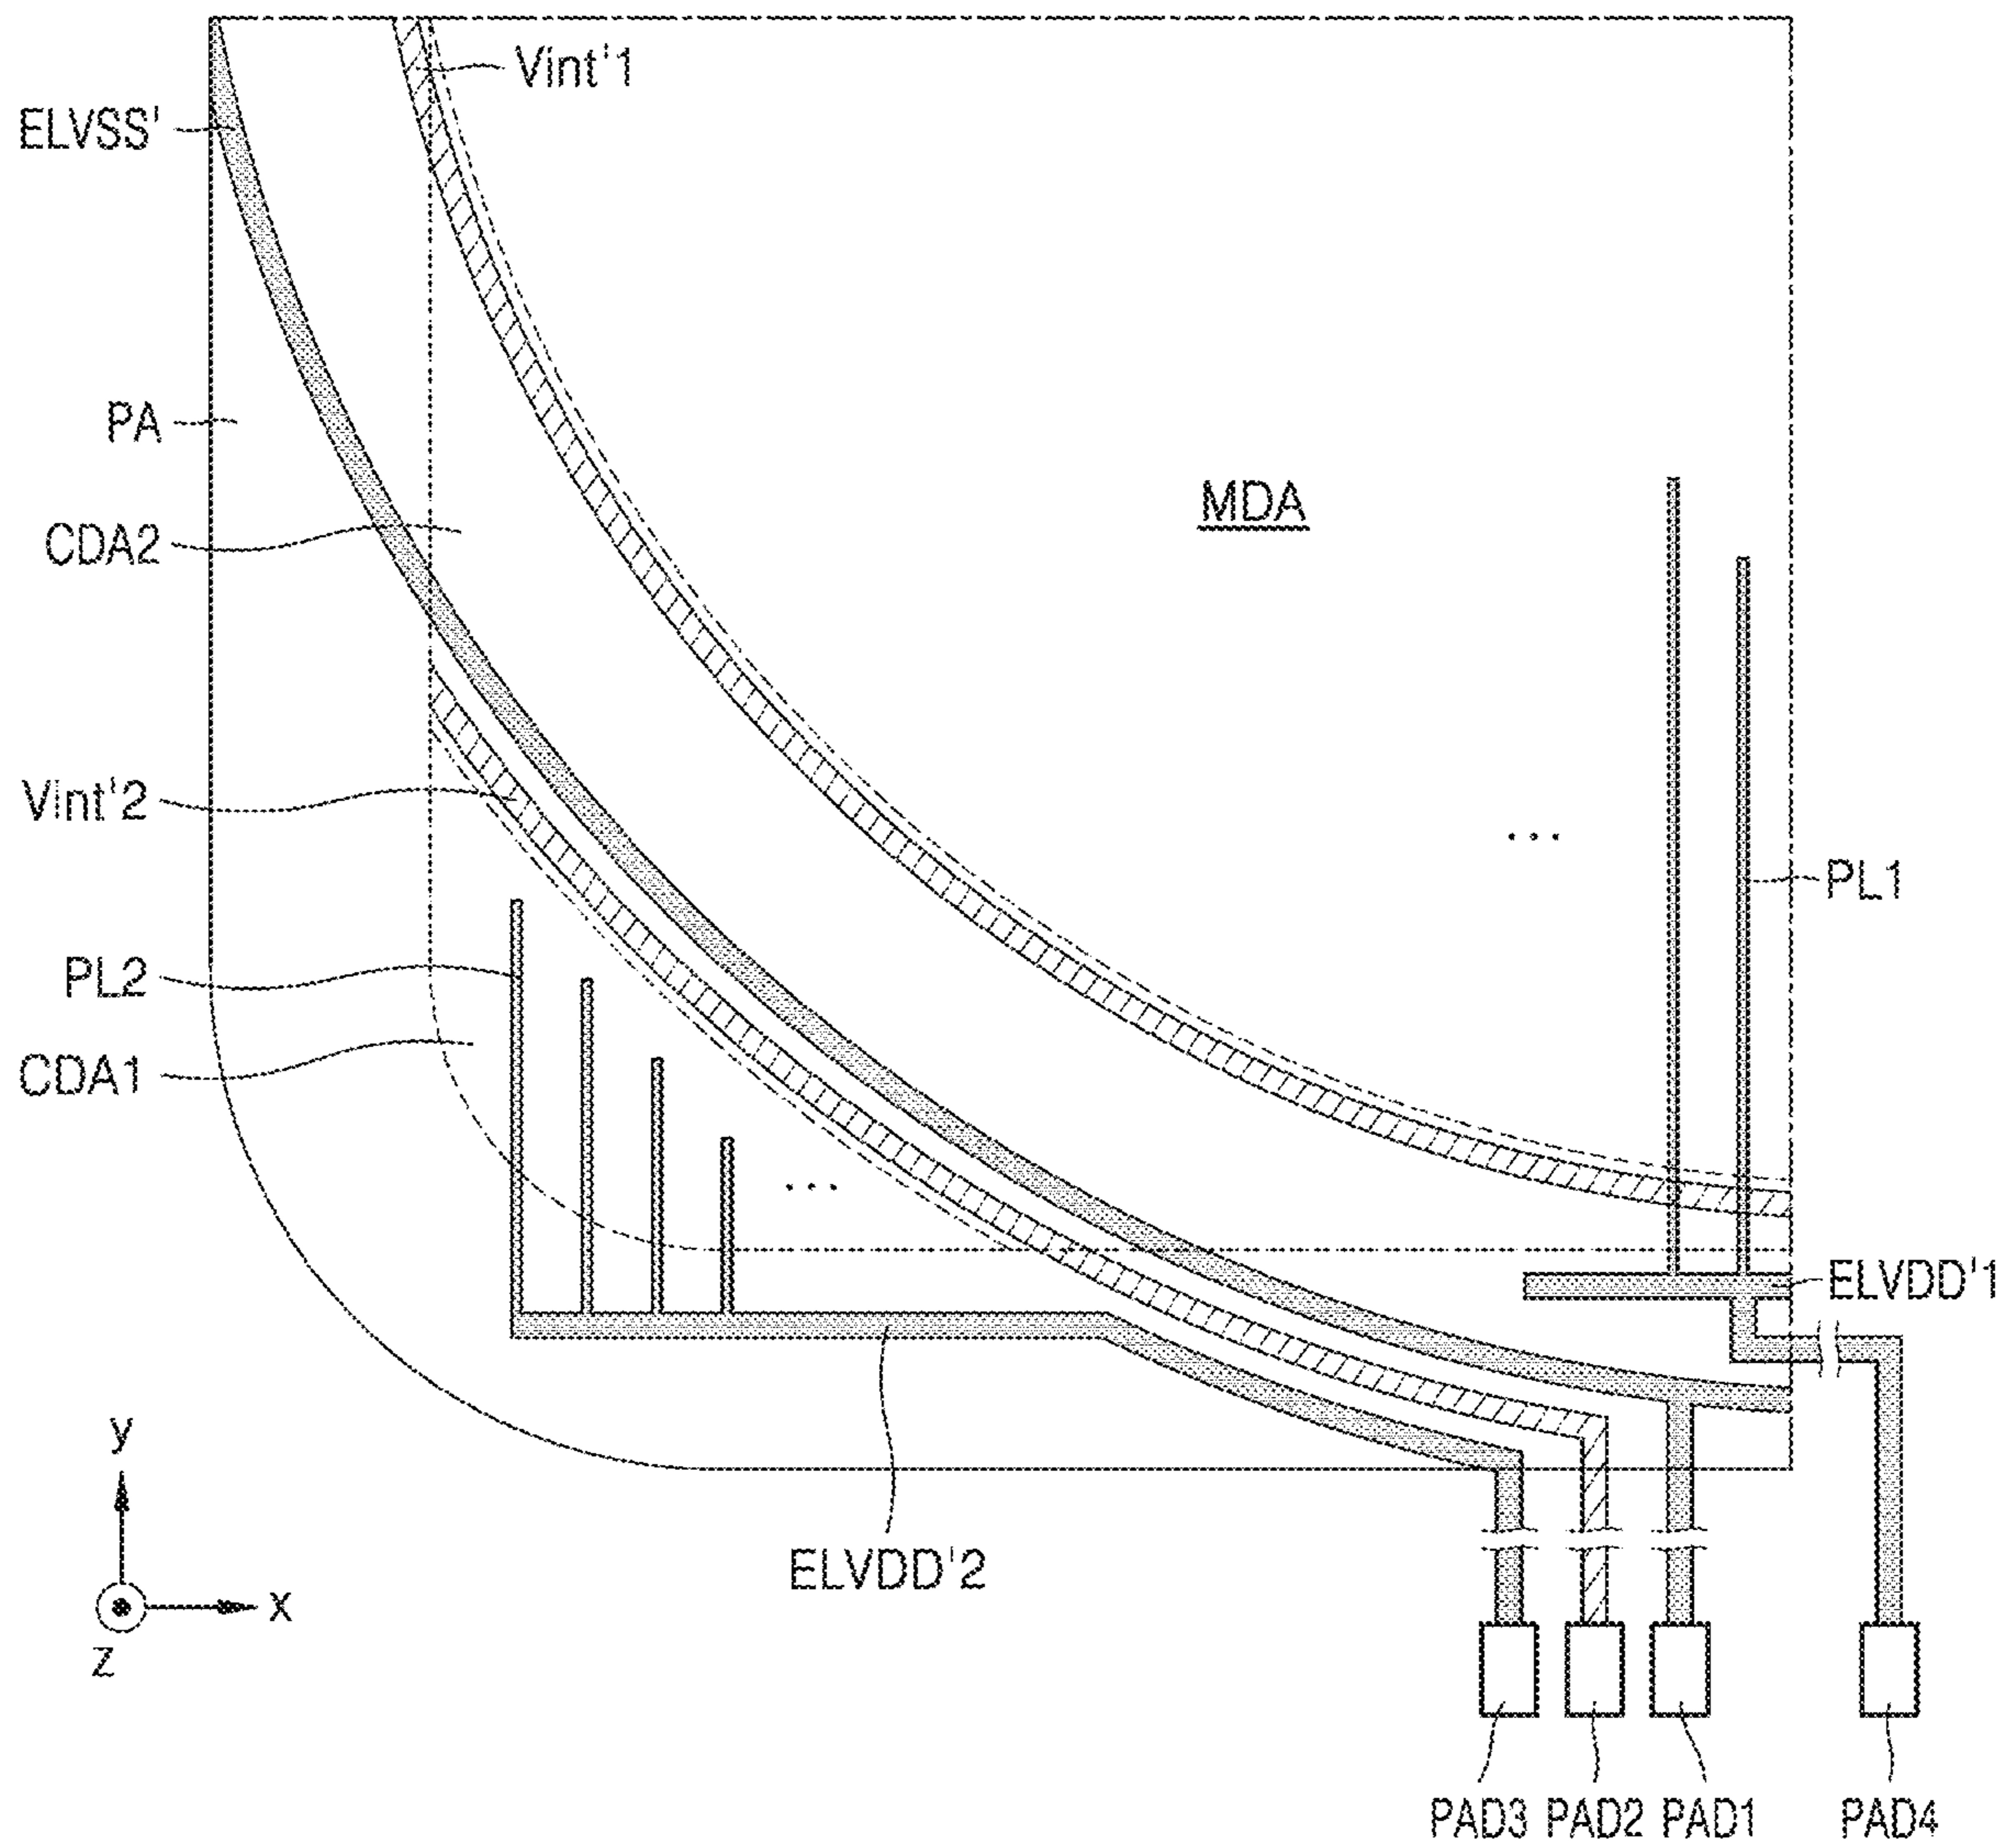 Vint'1
ELVSS'
PA
MDA
CDA2
Vint'2
...
PL1
PL2
CDA1
...
ELVDD'1
y
ELVDD'2
x
z
PAD3 PAD2 PAD1 PAD4